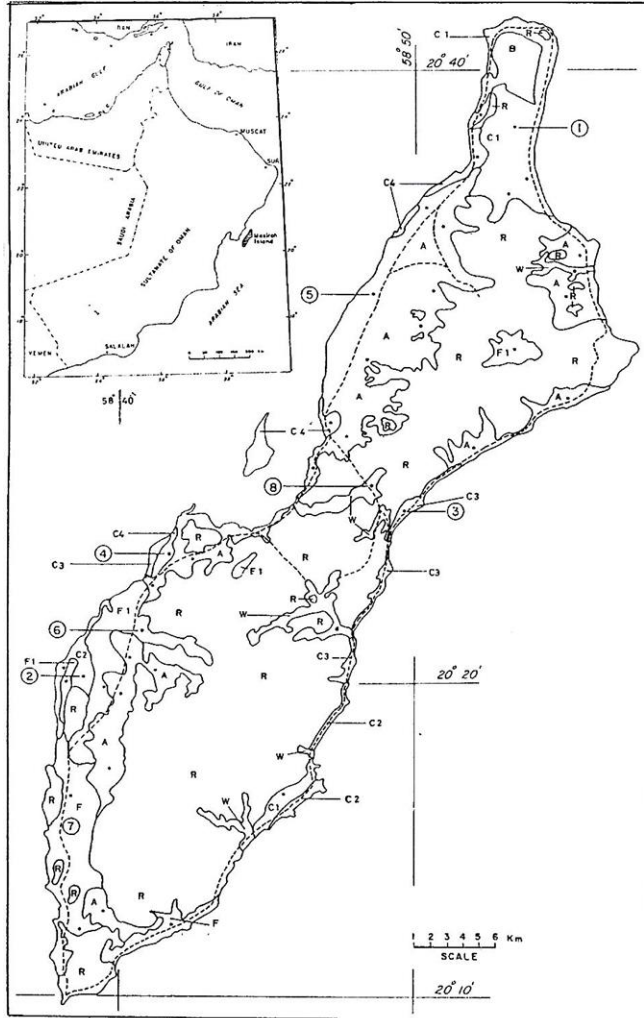 IRAN
IRAN
ARABIAN GULF
GULF OF OMAN
MUSCAT
SUR
UNITED ARAB EMIRATES
SAUDI ARABIA
SULTANATE OF OMAN
Masirah Island
ARABIAN SEA
YEMEN
SALALAH
58° 40'
58° 50'
20° 40'
C1
R
B
R
C1
1
C4
A
R
A
R
W
A
R
5
A
F1
R
A
R
A
C4
R
8
W
C3
3
C4
R
4
A
C3
F1
R
C3
F1
R
R
W
R
6
R
C3
F1
C2
2
A
R
20° 20'
R
A
R
C2
W
R
F
W
C1
C2
7
R
R
A
R
F
R
1 2 3 4 5 6 Km
SCALE
20° 10'